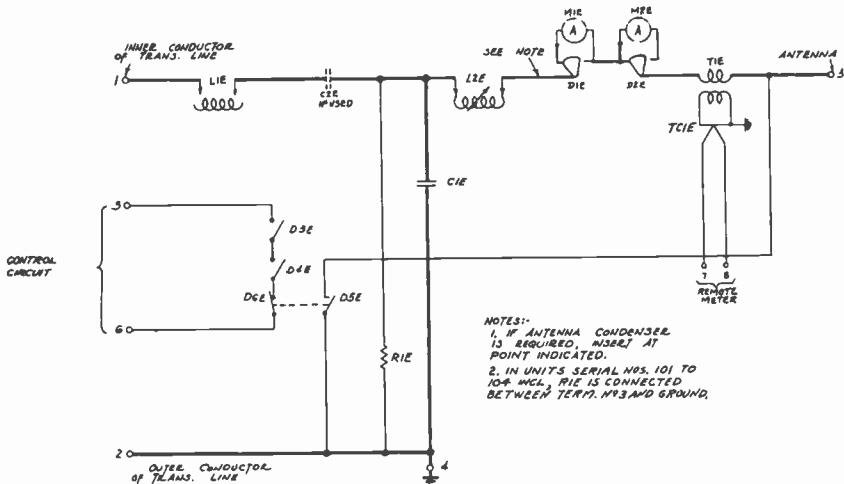 INNER CONDUCTOR
OF TRANS. LINE
1
L1E
C2E
IF USED
L2E
SEE NOTE
M1E
A
M2E
A
D1E
D2E
T1E
ANTENNA
3
TC1E
C1E
5
CONTROL
CIRCUIT
D3E
D4E
D6E
D5E
6
R1E
7 8
REMOTE
METER
NOTES:-
1. IF ANTENNA CONDENSER
IS REQUIRED, INSERT AT
POINT INDICATED.
2. IN UNITS SERIAL NOS. 101 TO
104 INCL, R1E IS CONNECTED
BETWEEN TERM. Nº3 AND GROUND.
2
OUTER CONDUCTOR
OF TRANS. LINE
4